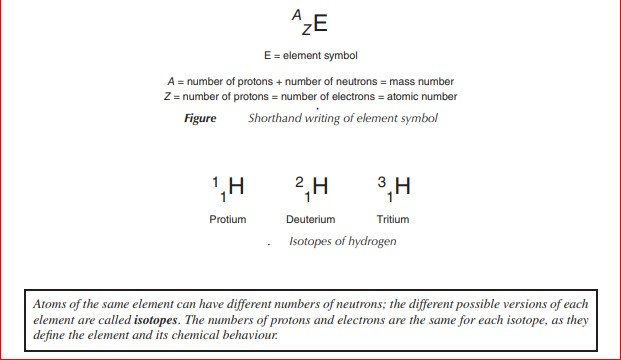 A
Z E
E = element symbol
A = number of protons + number of neutrons = mass number
Z = number of protons = number of electrons = atomic number
Figure Shorthand writing of element symbol
1 1 H 2 1 H 3 1 H
Protium Deuterium Tritium
. Isotopes of hydrogen
Atoms of the same element can have different numbers of neutrons; the different possible versions of each
element are called isotopes. The numbers of protons and electrons are the same for each isotope, as they
define the element and its chemical behaviour.